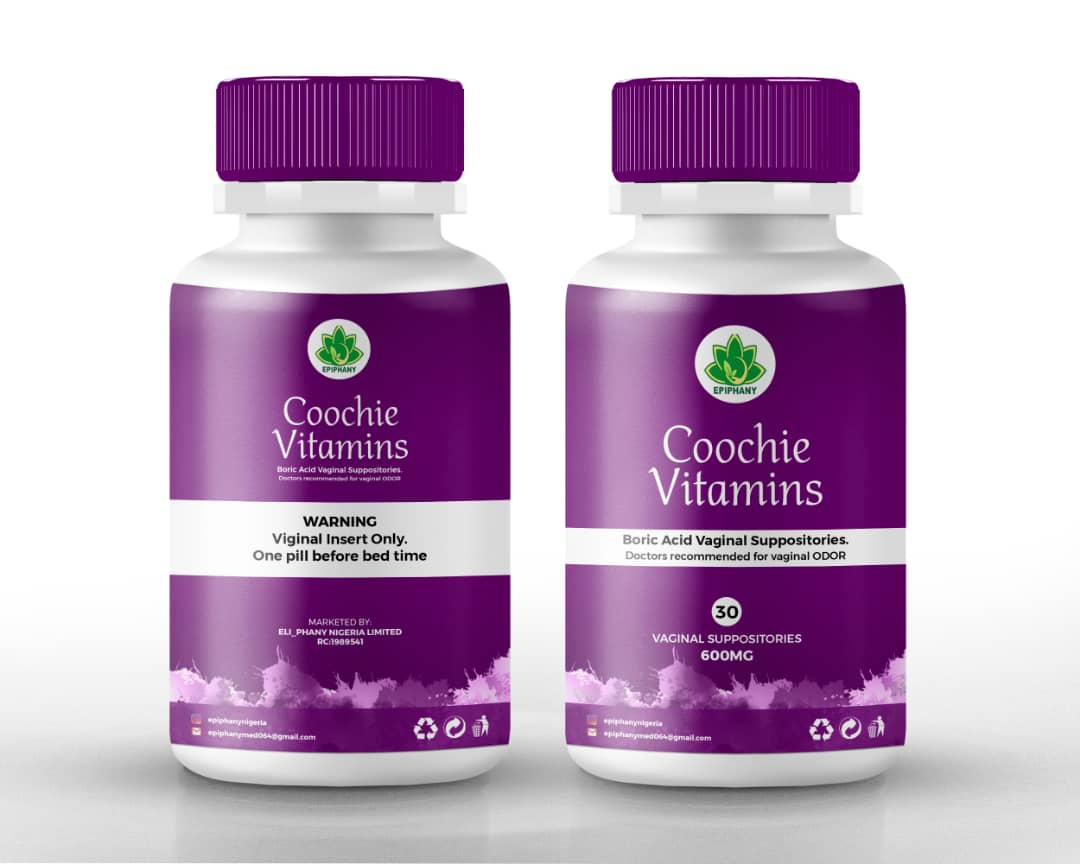 EPIPHANY
Coochie
Vitamins
Boric Acid Vaginal Suppositories.
Doctors recommended for vaginal ODOR
WARNING
Viginal Insert Only.
One pill before bed time
MARKETED BY:
ELI_PHANY NIGERIA LIMITED
RC:1989541
epiphanynigeria
epiphanymed064@gmail.com
EPIPHANY
Coochie
Vitamins
Boric Acid Vaginal Suppositories.
Doctors recommended for vaginal ODOR
30
VAGINAL SUPPOSITORIES
600MG
epiphanynigeria
epiphanymed064@gmail.com